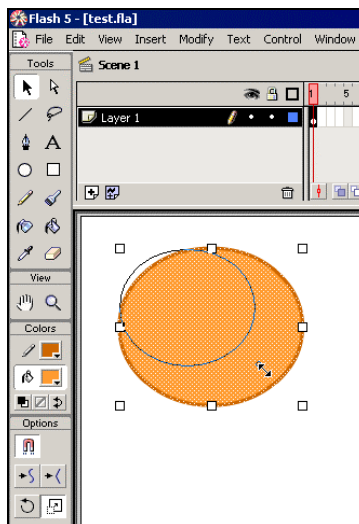 Flash 5 - [test.fla]
File Edit View Insert Modify Text Control Window
Tools
Scene 1
1 5
Layer 1
A
View
Colors
Options